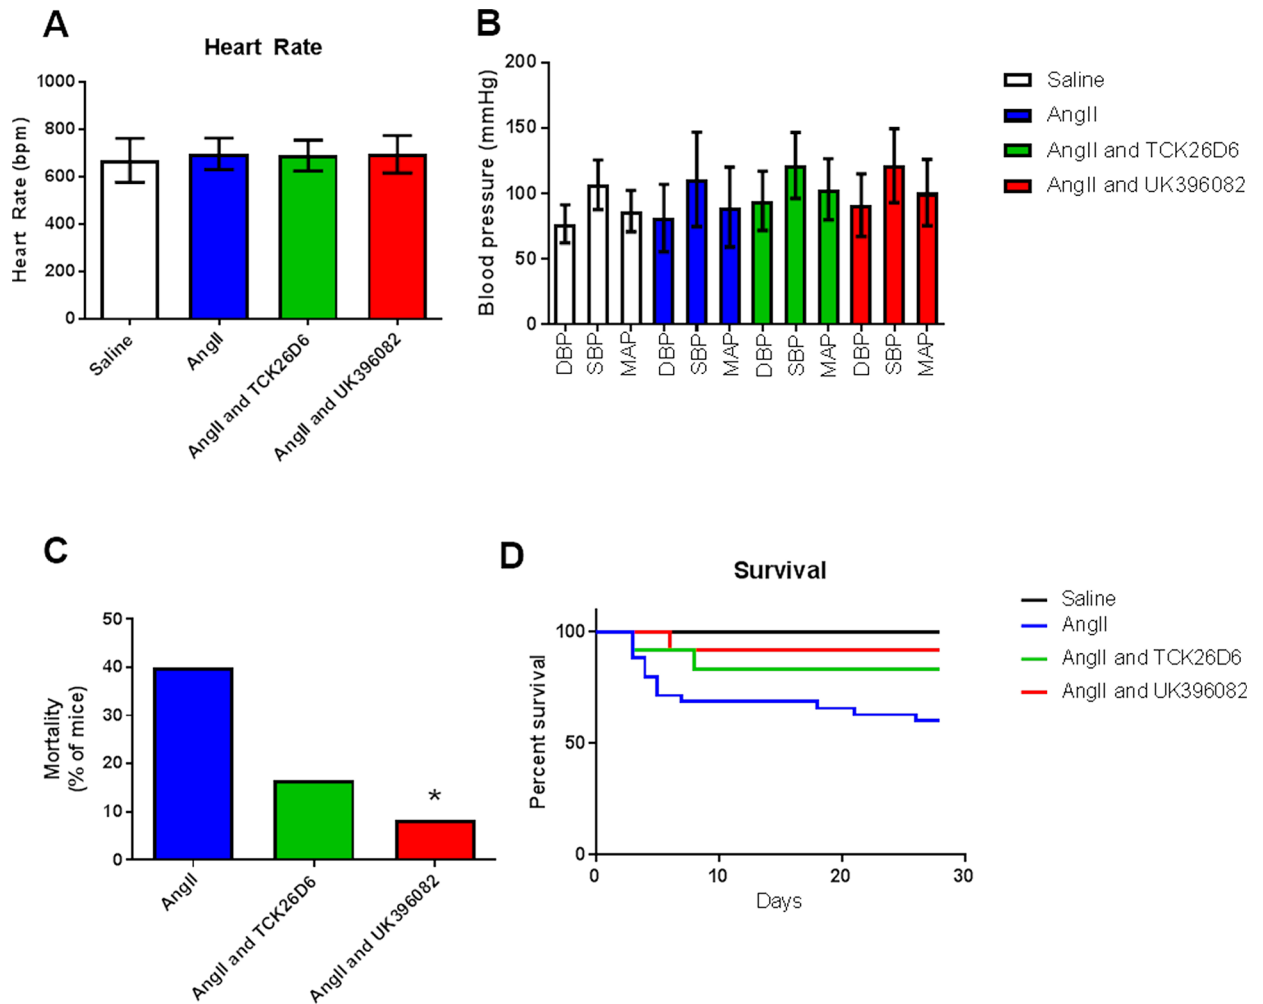 A
Heart Rate
Heart Rate (bpm)
1000
800
600
400
200
0
Saline
AngII
AngII and TCK26D6
AngII and UK396082
B
Blood pressure (mmHg)
200
150
100
50
0
DBP
SBP
MAP
DBP
SBP
MAP
DBP
SBP
MAP
DBP
SBP
MAP
Saline
AngII
AngII and TCK26D6
AngII and UK396082
C
Mortality
(% of mice)
50
40
30
20
10
0
*
AngII
AngII and TCK26D6
AngII and UK396082
D
Survival
Percent survival
100
50
0
0
10
20
30
Days
Saline
AngII
AngII and TCK26D6
AngII and UK396082